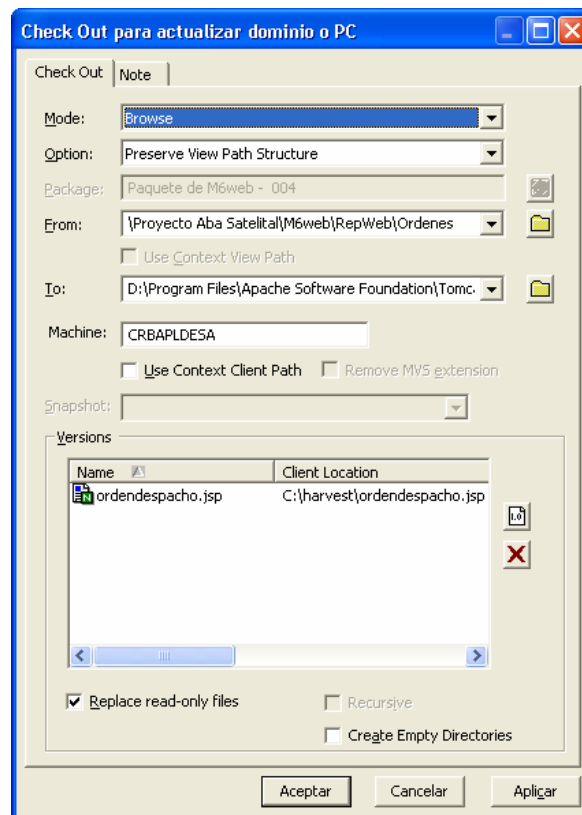 Check Out para actualizar dominio o PC
Check Out Note
Mode: Browse
Option: Preserve View Path Structure
Package: Paquete de M6web - 004
From: \Proyecto Aba Satelital\M6web\RepWeb\Ordenes
Use Context View Path
To: D:\Program Files\Apache Software Foundation\Tomc
Machine: CRBAPLDESA
Use Context Client Path Remove MVS extension
Snapshot:
Versions
Name Client Location
ordendespacho.jsp C:\harvest\ordendespacho.jsp
Replace read-only files Recursive
Create Empty Directories
Aceptar Cancelar Aplicar